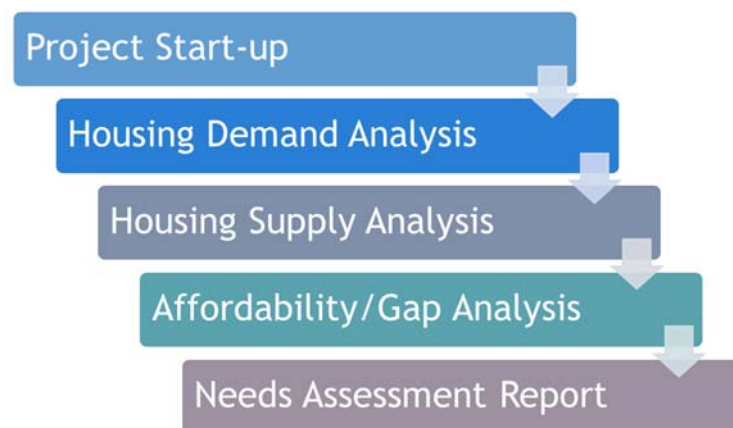 Project Start-up
Housing Demand Analysis
Housing Supply Analysis
Affordability/Gap Analysis
Needs Assessment Report